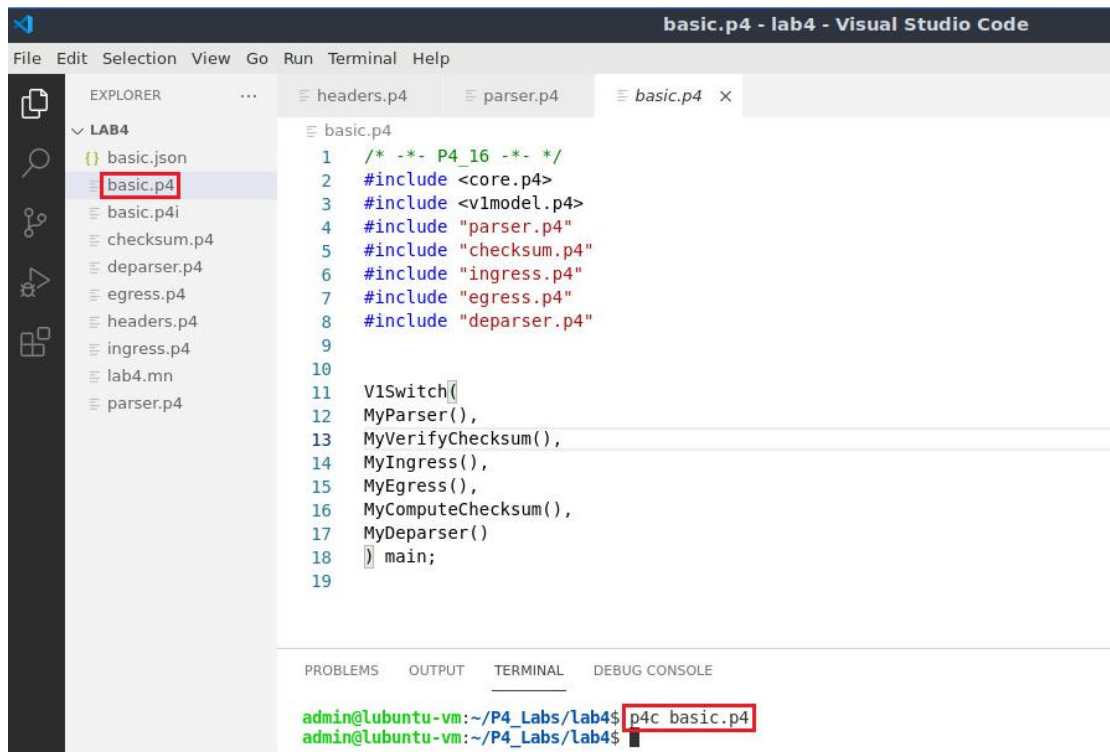 basic.p4 - lab4 - Visual Studio Code
File Edit Selection View Go Run Terminal Help
EXPLORER ...
LAB4
{} basic.json
basic.p4
basic.p4i
checksum.p4
deparser.p4
egress.p4
headers.p4
ingress.p4
lab4.mn
parser.p4
headers.p4 parser.p4 basic.p4 ×
basic.p4
1 /* -*- P4_16 -*- */
2 #include <core.p4>
3 #include <v1model.p4>
4 #include "parser.p4"
5 #include "checksum.p4"
6 #include "ingress.p4"
7 #include "egress.p4"
8 #include "deparser.p4"
9
10
11 V1Switch(
12 MyParser(),
13 MyVerifyChecksum(),
14 MyIngress(),
15 MyEgress(),
16 MyComputeChecksum(),
17 MyDeparser()
18 ) main;
19
PROBLEMS OUTPUT TERMINAL DEBUG CONSOLE
admin@lubuntu-vm:~/P4_Labs/lab4$ p4c basic.p4
admin@lubuntu-vm:~/P4_Labs/lab4$